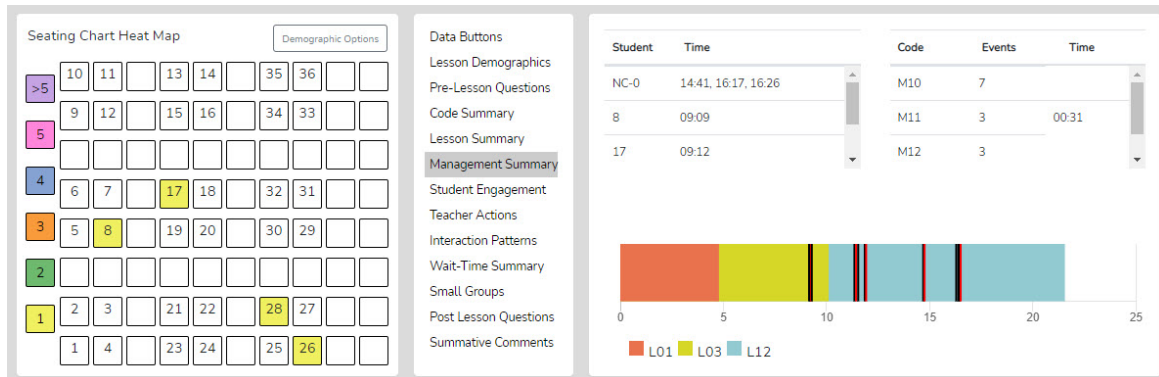 Seating Chart Heat Map
Demographic Options
10 11 13 14 35 36
>5
9 12 15 16 34 33
5
4
6 7 17 18 32 31
3
5 8 19 20 30 29
2
2 3 21 22 28 27
1
1 4 23 24 25 26
Data Buttons
Lesson Demographics
Pre-Lesson Questions
Code Summary
Lesson Summary
Management Summary
Student Engagement
Teacher Actions
Interaction Patterns
Wait-Time Summary
Small Groups
Post Lesson Questions
Summative Comments
Student Time
NC-0 14:41, 16:17, 16:26
8 09:09
17 09:12
Code Events Time
M10 7
M11 3 00:31
M12 3
0 5 10 15 20 25
L01 L03 L12